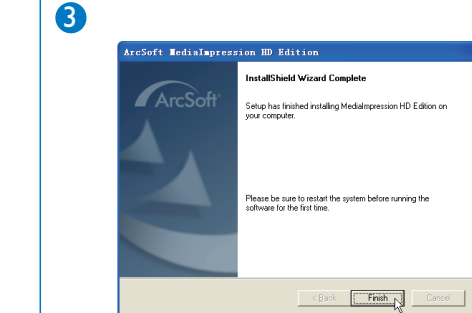 3
ArcSoft MediaImpression HD Edition
InstallShield Wizard Complete
Setup has finished installing MediaImpression HD Edition on
your computer.
ArcSoft
Please be sure to restart the system before running the
software for the first time.
< Back
Finish
Cancel